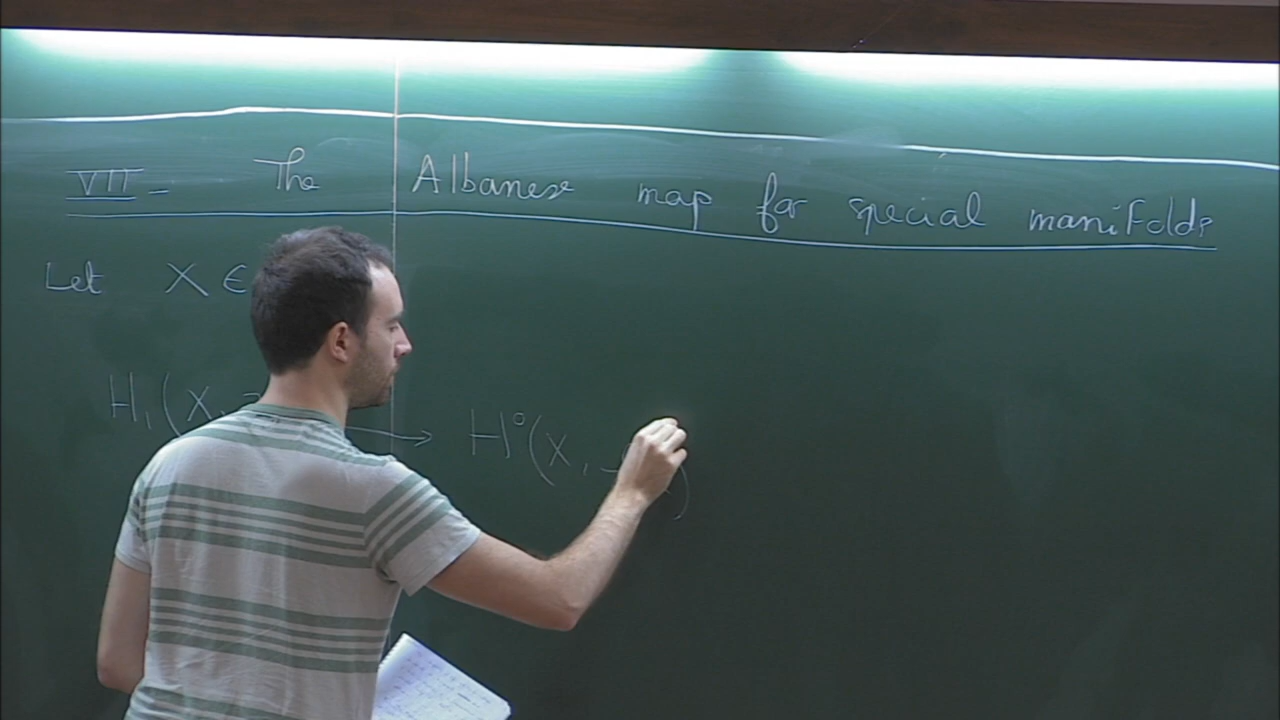 VII - The Albanese map for special manifolds
Let X ∈
H₁(X, → H⁰(X,